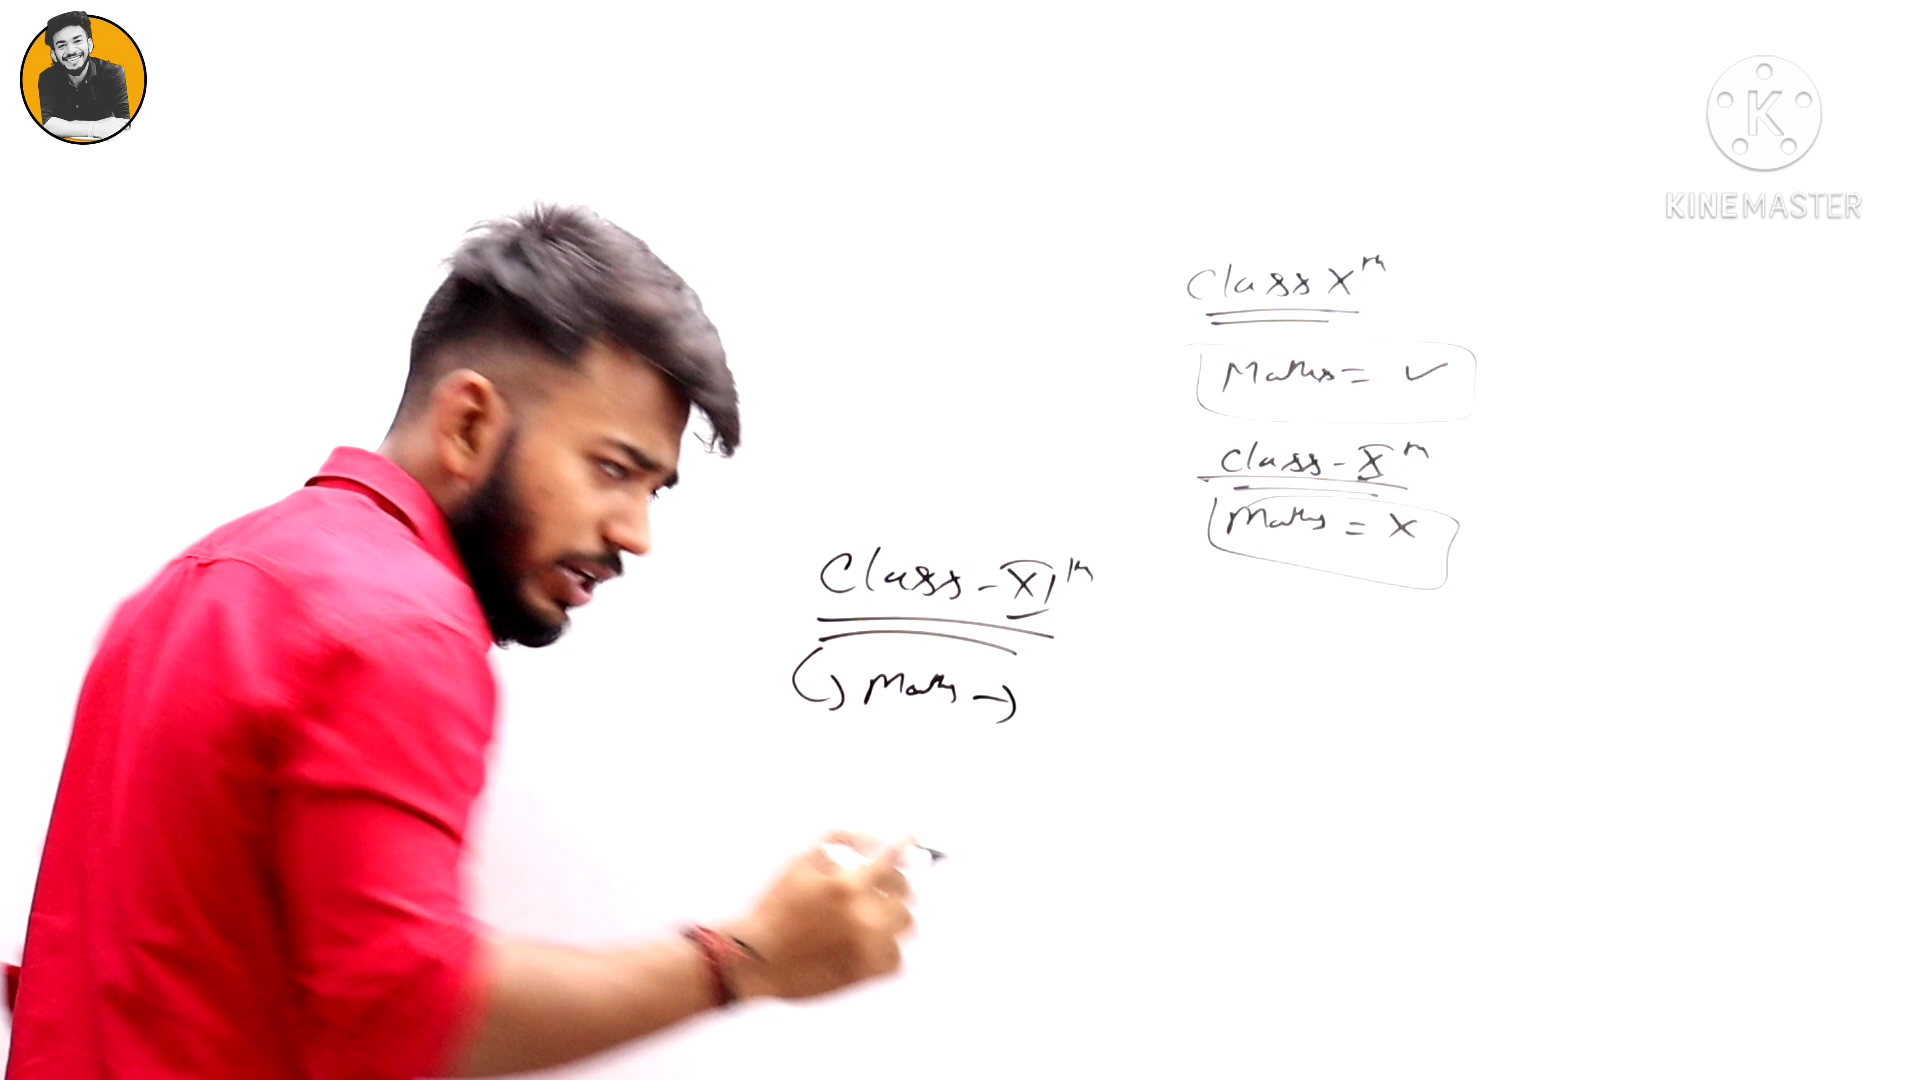 KINEMASTER
Class Xth
Maths = ✓
Class - Xth
Maths = X
Class - XIth
Maths →